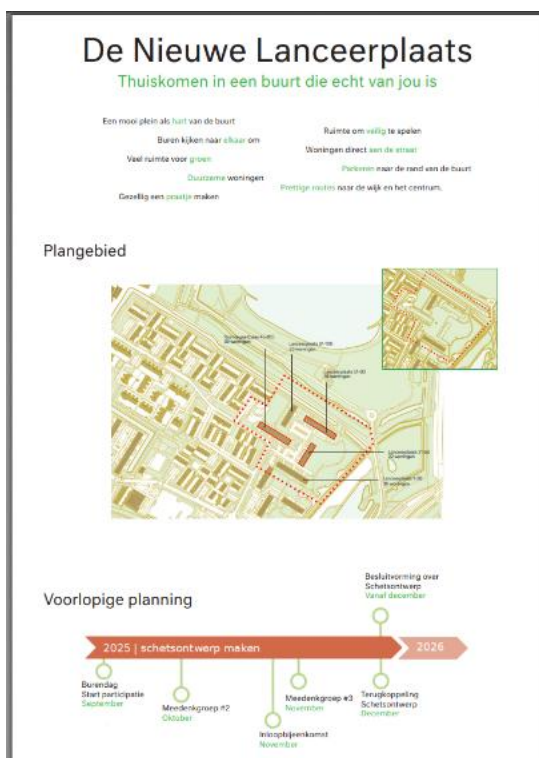 De Nieuwe Lanceerplaats
Thuiskomen in een buurt die echt van jou is
Een mooi plein als hart van de buurt
Buren kijken naar elkaar om
Veel ruimte voor groen
Duurzame woningen
Gezellig een praatje maken
Ruimte om veilig te spelen
Woningen direct aan de straat
Parkeren naar de rand van de buurt
Prettige routes naar de wijk en het centrum.
Plangebied
Voorlopige planning
Besluitvorming over
Schetsontwerp
Vanaf december
2025 | schetsontwerp maken
2026
Burendag
Start participatie
September
Meedenkgroep #2
Oktober
Inloopbijeenkomst
November
Meedenkgroep #3
November
Terugkoppeling
Schetsontwerp
December